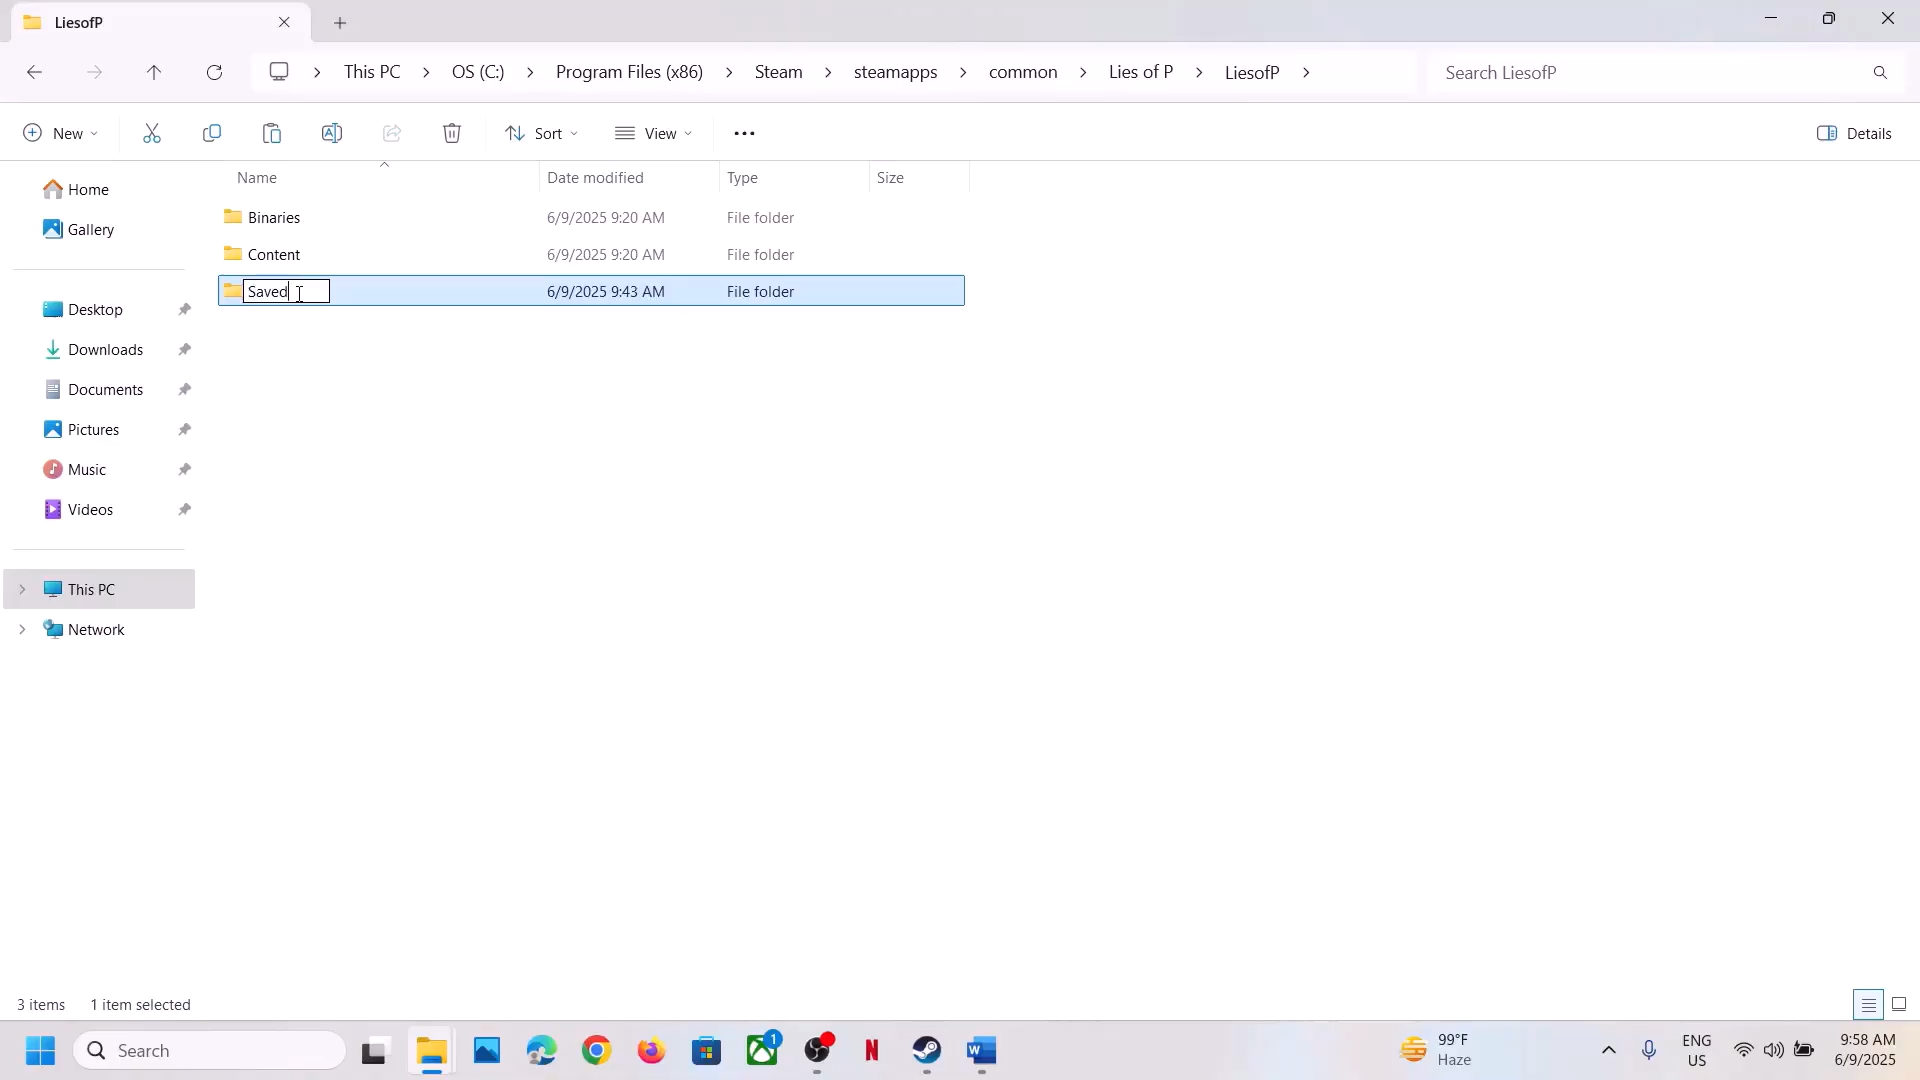 LiesofP
This PC
OS (C:)
Program Files (x86)
Steam
steamapps
common
Lies of P
LiesofP
Search LiesofP
New
Sort
View
Details
Name
Date modified
Type
Size
Binaries
6/9/2025 9:20 AM
File folder
Content
6/9/2025 9:20 AM
File folder
Saved
6/9/2025 9:43 AM
File folder
Home
Gallery
Desktop
Downloads
Documents
Pictures
Music
Videos
This PC
Network
3 items
1 item selected
Search
1
N
99°F
Haze
ENG
US
9:58 AM
6/9/2025